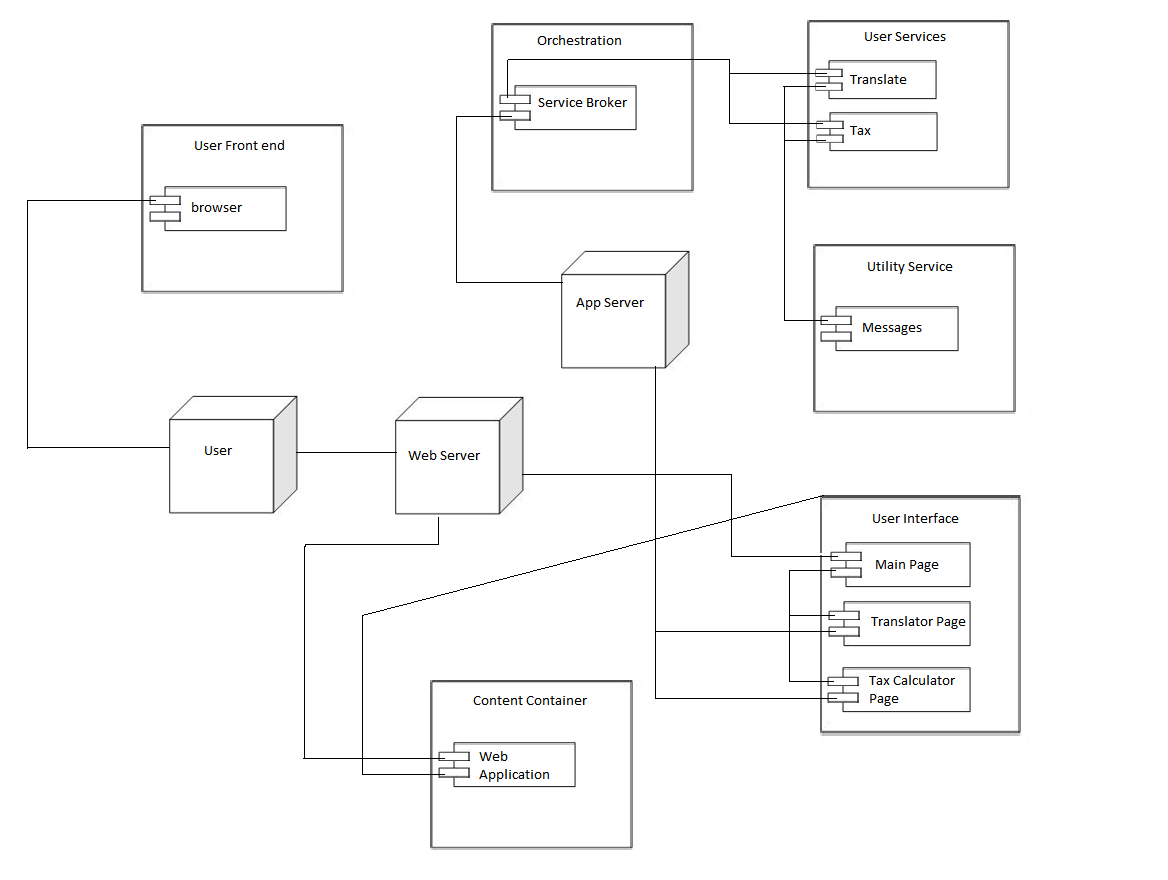 Orchestration
Service Broker
User Services
Translate
Tax
User Front end
browser
Utility Service
Messages
App Server
User
Web Server
User Interface
Main Page
Translator Page
Tax Calculator
Page
Content Container
Web
Application